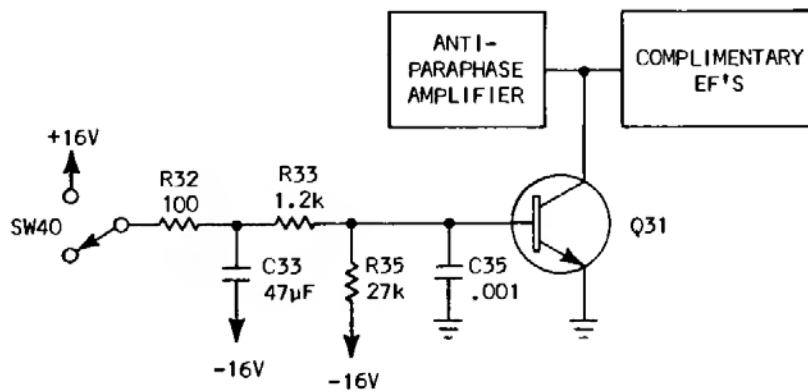 ANTI-
PARAPHASE
AMPLIFIER
COMPLIMENTARY
EF'S
+16V
SW40
R32
100
R33
1.2k
Q31
C33
47µF
R35
27k
C35
.001
-16V
-16V